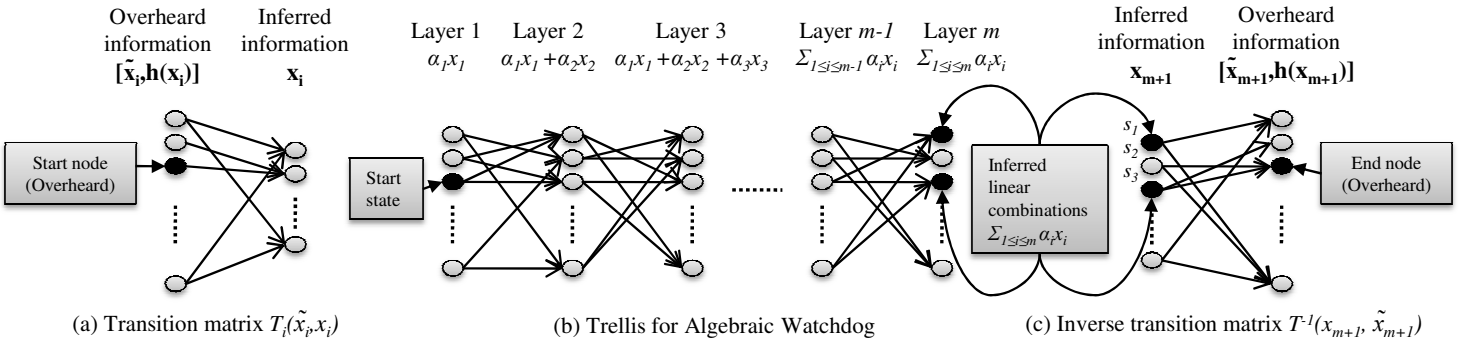 Overheard
information
[x̃ᵢ,h(xᵢ)]
Inferred
information
xᵢ
Start node
(Overheard)
(a) Transition matrix Tᵢ(x̃ᵢ,xᵢ)
Layer 1
α₁x₁
Layer 2
α₁x₁ +α₂x₂
Layer 3
α₁x₁ +α₂x₂ +α₃x₃
Layer m-1
Σ₁≤ᵢ≤ₘ₋₁ αᵢxᵢ
Layer m
Σ₁≤ᵢ≤ₘ αᵢxᵢ
Start
state
(b) Trellis for Algebraic Watchdog
Inferred
linear
combinations
Σ₁≤ᵢ≤ₘ αᵢxᵢ
Inferred
information
xₘ₊₁
Overheard
information
[x̃ₘ₊₁,h(xₘ₊₁)]
s₁
s₂
s₃
End node
(Overheard)
(c) Inverse transition matrix T⁻¹(xₘ₊₁, x̃ₘ₊₁)